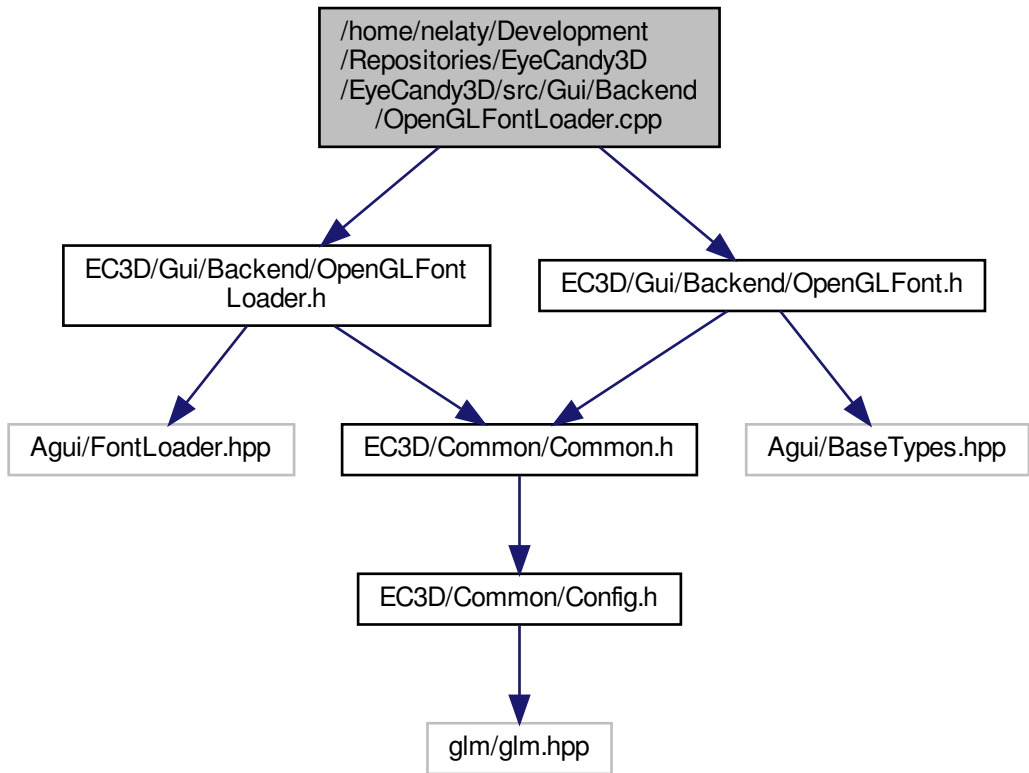 /home/nelaty/Development
/Repositories/EyeCandy3D
/EyeCandy3D/src/Gui/Backend
/OpenGLFontLoader.cpp
EC3D/Gui/Backend/OpenGLFont
Loader.h
EC3D/Gui/Backend/OpenGLFont.h
Agui/FontLoader.hpp
EC3D/Common/Common.h
Agui/BaseTypes.hpp
EC3D/Common/Config.h
glm/glm.hpp